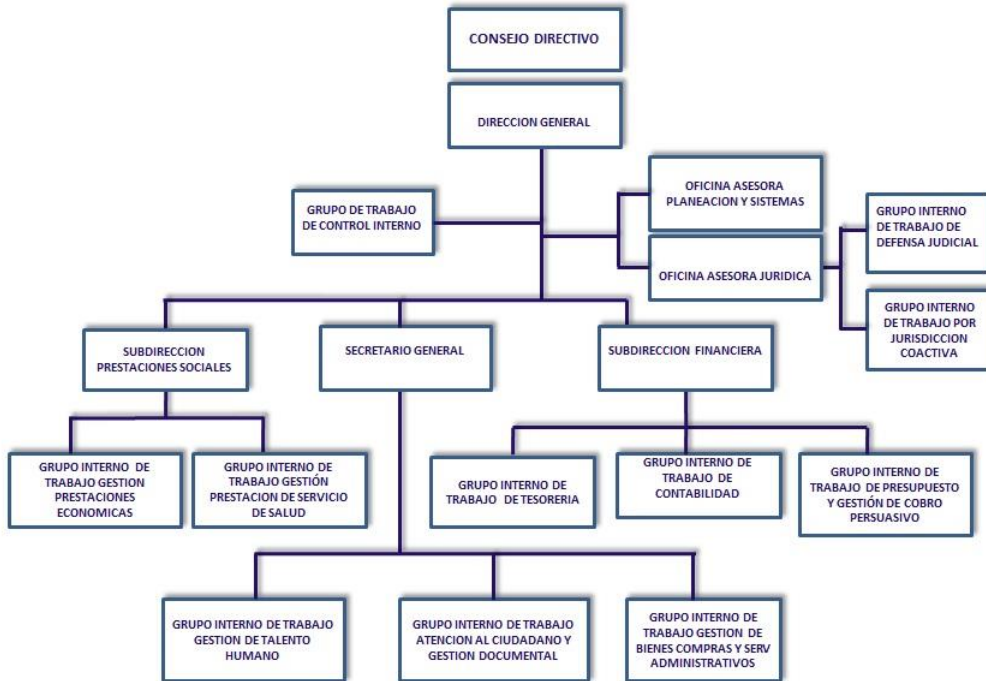 CONSEJO DIRECTIVO
DIRECCION GENERAL
OFICINA ASESORA
PLANEACION Y SISTEMAS
GRUPO DE TRABAJO
DE CONTROL INTERNO
GRUPO INTERNO
DE TRABAJO DE
DEFENSA JUDICIAL
OFICINA ASESORA JURIDICA
GRUPO INTERNO
DE TRABAJO POR
JURISDICCION
COACTIVA
SUBDIRECCION
PRESTACIONES SOCIALES
SECRETARIO GENERAL
SUBDIRECCION FINANCIERA
GRUPO INTERNO DE
TRABAJO GESTION
PRESTACIONES
ECONOMICAS
GRUPO INTERNO DE
TRABAJO GESTIÓN
PRESTACION DE SERVICIO
DE SALUD
GRUPO INTERNO DE
TRABAJO DE TESORERIA
GRUPO INTERNO DE
TRABAJO DE
CONTABILIDAD
GRUPO INTERNO DE
TRABAJO DE PRESUPUESTO
Y GESTIÓN DE COBRO
PERSUASIVO
GRUPO INTERNO DE TRABAJO
GESTION DE TALENTO
HUMANO
GRUPO INTERNO DE TRABAJO
ATENCION AL CIUDADANO Y
GESTION DOCUMENTAL
GRUPO INTERNO DE
TRABAJO GESTION DE
BIENES COMPRAS Y SERV
ADMINISTRATIVOS